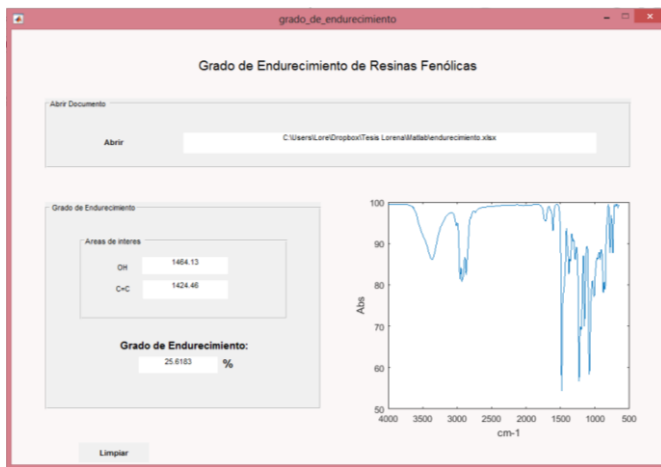 grado_de_endurecimiento
Grado de Endurecimiento de Resinas Fenólicas
Abrir Documento
Abrir
C:\Users\Lore\Dropbox\Tesis Lorena\Matlab\endurecimiento.xlsx
Grado de Endurecimiento
Areas de interes
OH
1464.13
C=C
1424.46
Grado de Endurecimiento:
25.6183
%
Limpiar
100
90
80
70
60
50
Abs
4000 3500 3000 2500 2000 1500 1000 500
cm-1